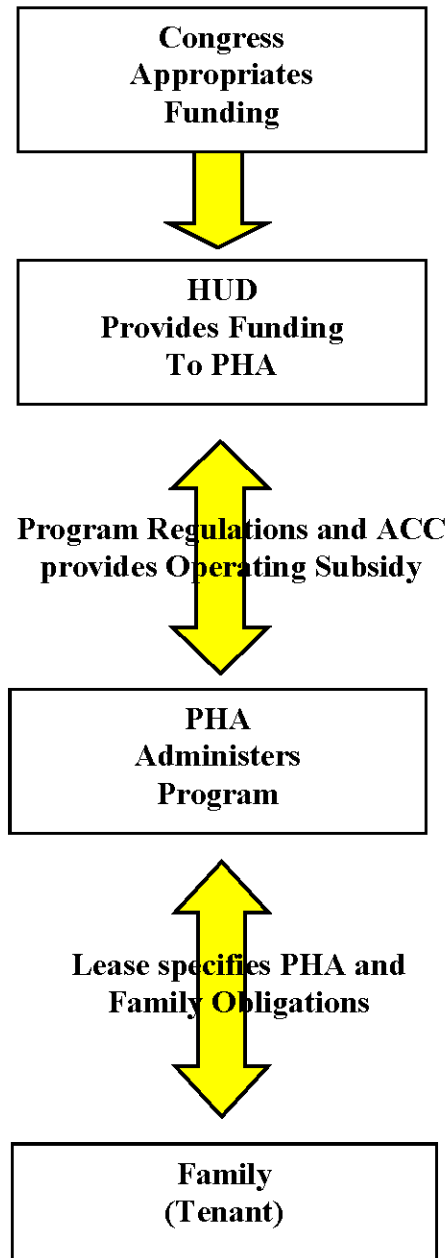 Congress
Appropriates
Funding
HUD
Provides Funding
To PHA
Program Regulations and ACC
provides Operating Subsidy
PHA
Administers
Program
Lease specifies PHA and
Family Obligations
Family
(Tenant)